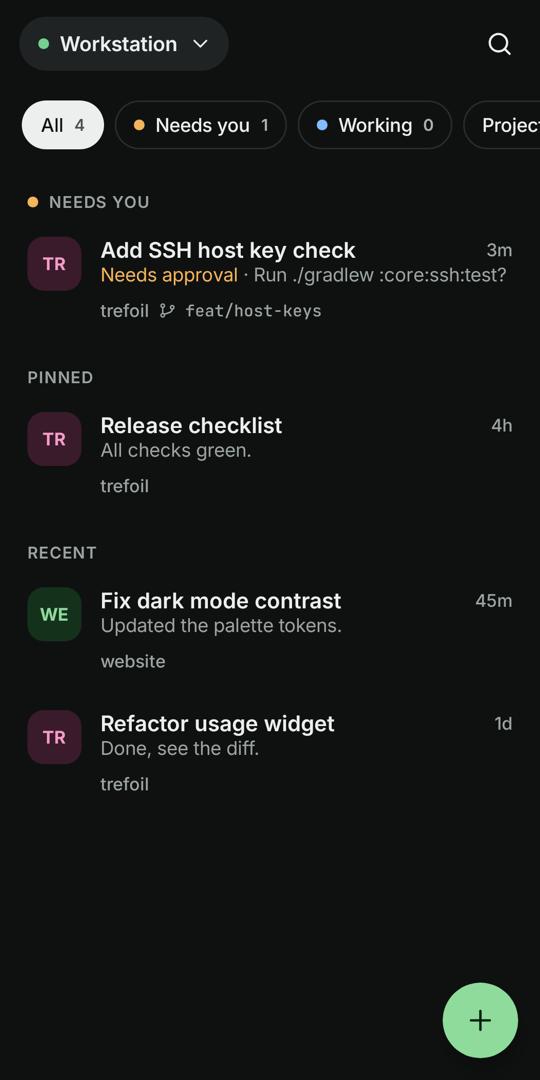 Workstation
All 4 Needs you 1 Working 0 Project
NEEDS YOU
TR Add SSH host key check 3m
Needs approval · Run ./gradlew :core:ssh:test?
trefoil feat/host-keys
PINNED
TR Release checklist 4h
All checks green.
trefoil
RECENT
WE Fix dark mode contrast 45m
Updated the palette tokens.
website
TR Refactor usage widget 1d
Done, see the diff.
trefoil